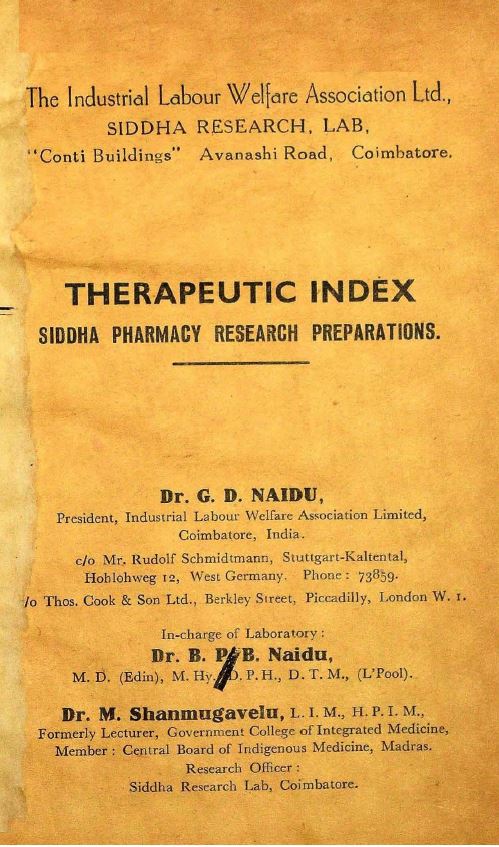 The Industrial Labour Welfare Association Ltd.,
SIDDHA RESEARCH, LAB,
"Conti Buildings" Avanashi Road, Coimbatore.
THERAPEUTIC INDEX
SIDDHA PHARMACY RESEARCH PREPARATIONS.
Dr. G. D. NAIDU,
President, Industrial Labour Welfare Association Limited,
Coimbatore, India.
c/o Mr. Rudolf Schmidtmann, Stuttgart-Kaltental,
Hohlohweg 12, West Germany. Phone : 73859.
/o Thos. Cook & Son Ltd., Berkley Street, Piccadilly, London W. 1.
In-charge of Laboratory :
Dr. B. P. B. Naidu,
M. D. (Edin), M. Hy. D. P. H., D. T. M., (L'Pool).
Dr. M. Shanmugavelu, L. I. M., H. P. I. M.,
Formerly Lecturer, Government College of Integrated Medicine,
Member : Central Board of Indigenous Medicine, Madras.
Research Officer :
Siddha Research Lab, Coimbatore.